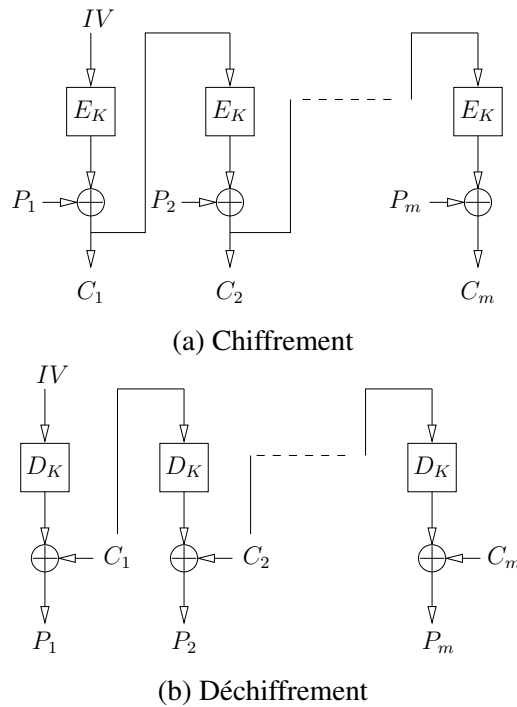 IV
E_K E_K E_K
P_1 P_2 P_m
C_1 C_2 C_m
(a) Chiffrement
IV
D_K D_K D_K
C_1 C_2 C_m
P_1 P_2 P_m
(b) Déchiffrement